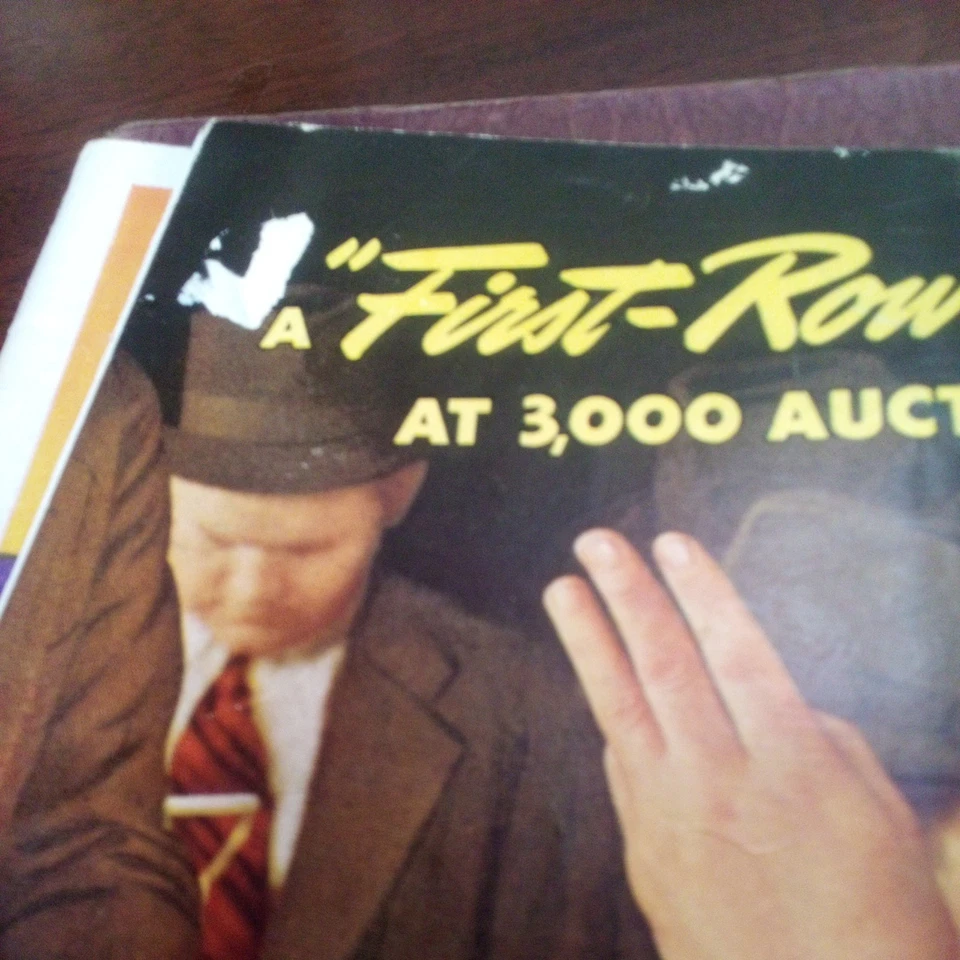 A "First-Row
AT 3,000 AUCT